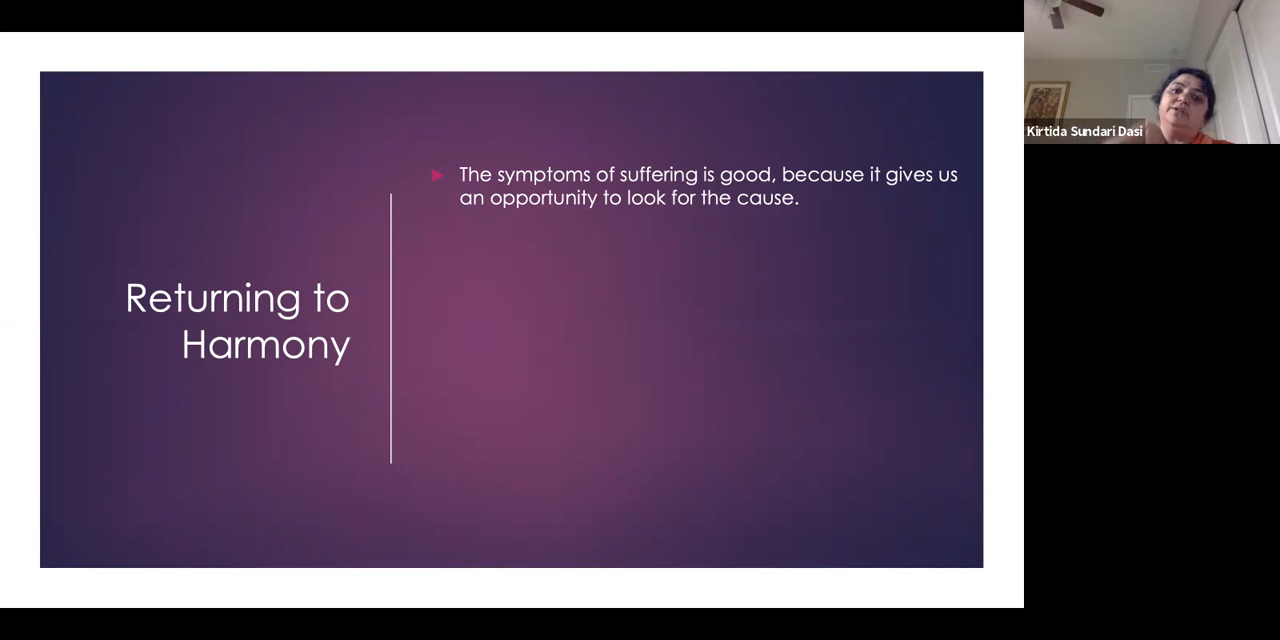 Returning to
Harmony
The symptoms of suffering is good, because it gives us
an opportunity to look for the cause.
Kirtida Sundari Dasi